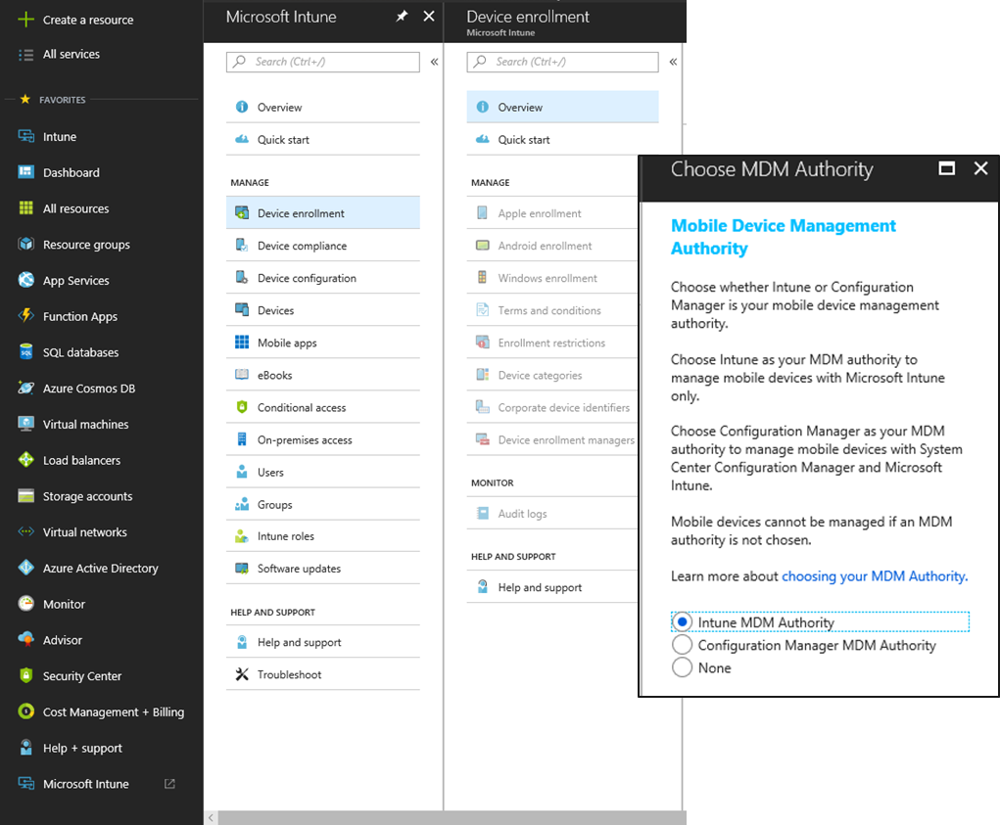 Create a resource
All services
FAVORITES
Intune
Dashboard
All resources
Resource groups
App Services
Function Apps
SQL databases
Azure Cosmos DB
Virtual machines
Load balancers
Storage accounts
Virtual networks
Azure Active Directory
Monitor
Advisor
Security Center
Cost Management + Billing
Help + support
Microsoft Intune
Microsoft Intune
Search (Ctrl+/)
Overview
Quick start
MANAGE
Device enrollment
Device compliance
Device configuration
Devices
Mobile apps
eBooks
Conditional access
On-premises access
Users
Groups
Intune roles
Software updates
HELP AND SUPPORT
Help and support
Troubleshoot
Device enrollment
Microsoft Intune
Search (Ctrl+/)
Overview
Quick start
MANAGE
Apple enrollment
Android enrollment
Windows enrollment
Terms and conditions
Enrollment restrictions
Device categories
Corporate device identifiers
Device enrollment managers
MONITOR
Audit logs
HELP AND SUPPORT
Help and support
Choose MDM Authority
Mobile Device Management
Authority
Choose whether Intune or Configuration
Manager is your mobile device management
authority.
Choose Intune as your MDM authority to
manage mobile devices with Microsoft Intune
only.
Choose Configuration Manager as your MDM
authority to manage mobile devices with System
Center Configuration Manager and Microsoft
Intune.
Mobile devices cannot be managed if an MDM
authority is not chosen.
Learn more about choosing your MDM Authority.
Intune MDM Authority
Configuration Manager MDM Authority
None